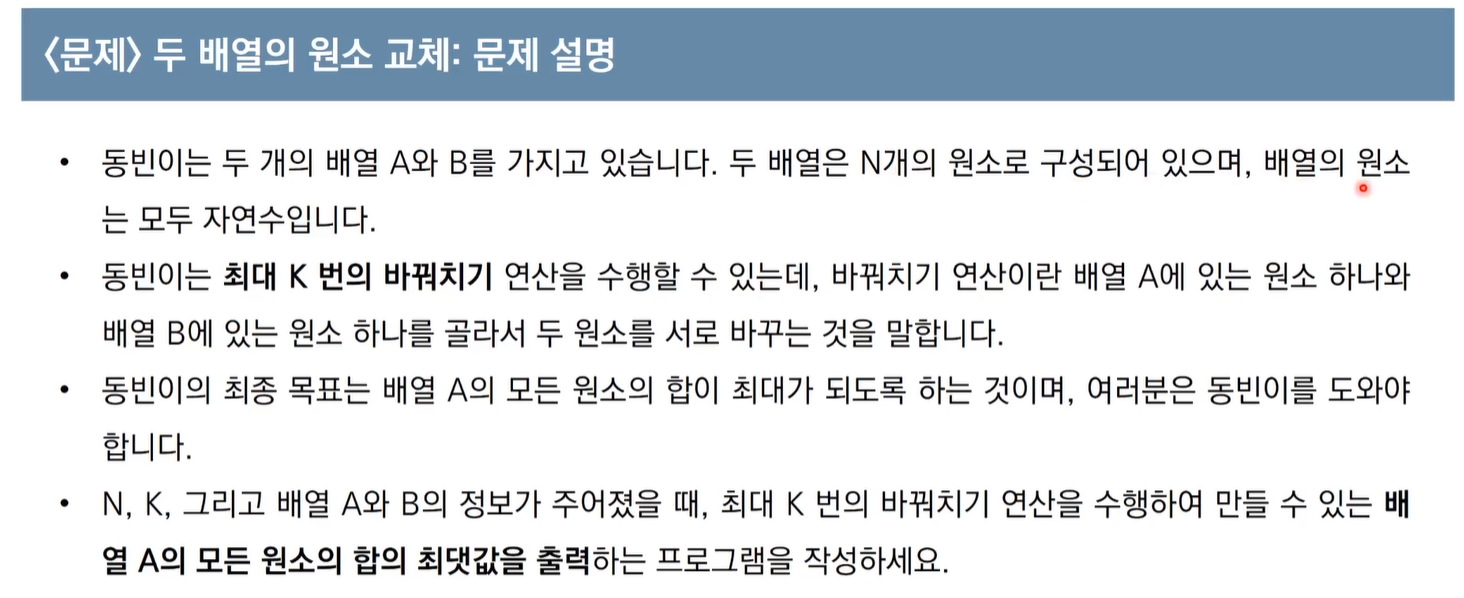 〈문제〉 두 배열의 원소 교체: 문제 설명
• 동빈이는 두 개의 배열 A와 B를 가지고 있습니다. 두 배열은 N개의 원소로 구성되어 있으며, 배열의 원소
는 모두 자연수입니다.
• 동빈이는 최대 K 번의 바꿔치기 연산을 수행할 수 있는데, 바꿔치기 연산이란 배열 A에 있는 원소 하나와
배열 B에 있는 원소 하나를 골라서 두 원소를 서로 바꾸는 것을 말합니다.
• 동빈이의 최종 목표는 배열 A의 모든 원소의 합이 최대가 되도록 하는 것이며, 여러분은 동빈이를 도와야
합니다.
• N, K, 그리고 배열 A와 B의 정보가 주어졌을 때, 최대 K 번의 바꿔치기 연산을 수행하여 만들 수 있는 배
열 A의 모든 원소의 합의 최댓값을 출력하는 프로그램을 작성하세요.